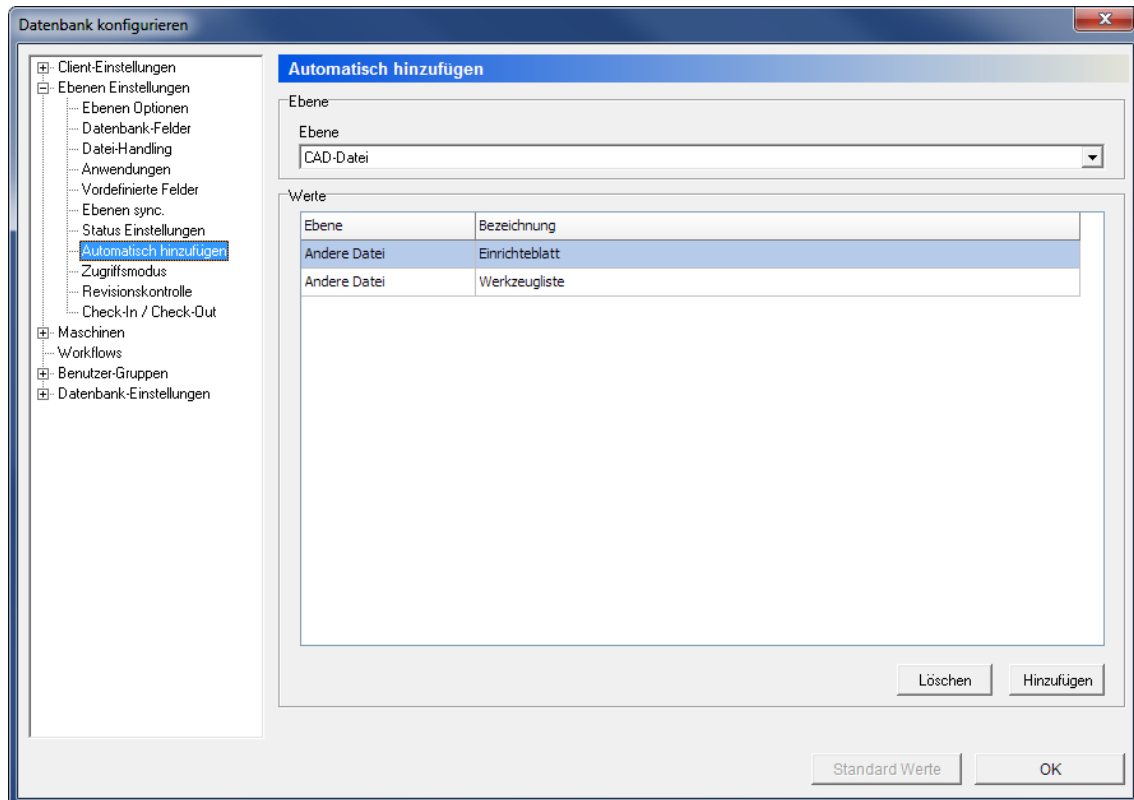 Datenbank konfigurieren
Client-Einstellungen
Ebenen Einstellungen
Ebenen Optionen
Datenbank-Felder
Datei-Handling
Anwendungen
Vordefinierte Felder
Ebenen sync.
Status Einstellungen
Automatisch hinzufügen
Zugriffsmodus
Revisionskontrolle
Check-In / Check-Out
Maschinen
Workflows
Benutzer-Gruppen
Datenbank-Einstellungen
Automatisch hinzufügen
Ebene
Ebene
CAD-Datei
Werte
Ebene Bezeichnung
Andere Datei Einrichteblatt
Andere Datei Werkzeugliste
Löschen Hinzufügen
Standard Werte OK